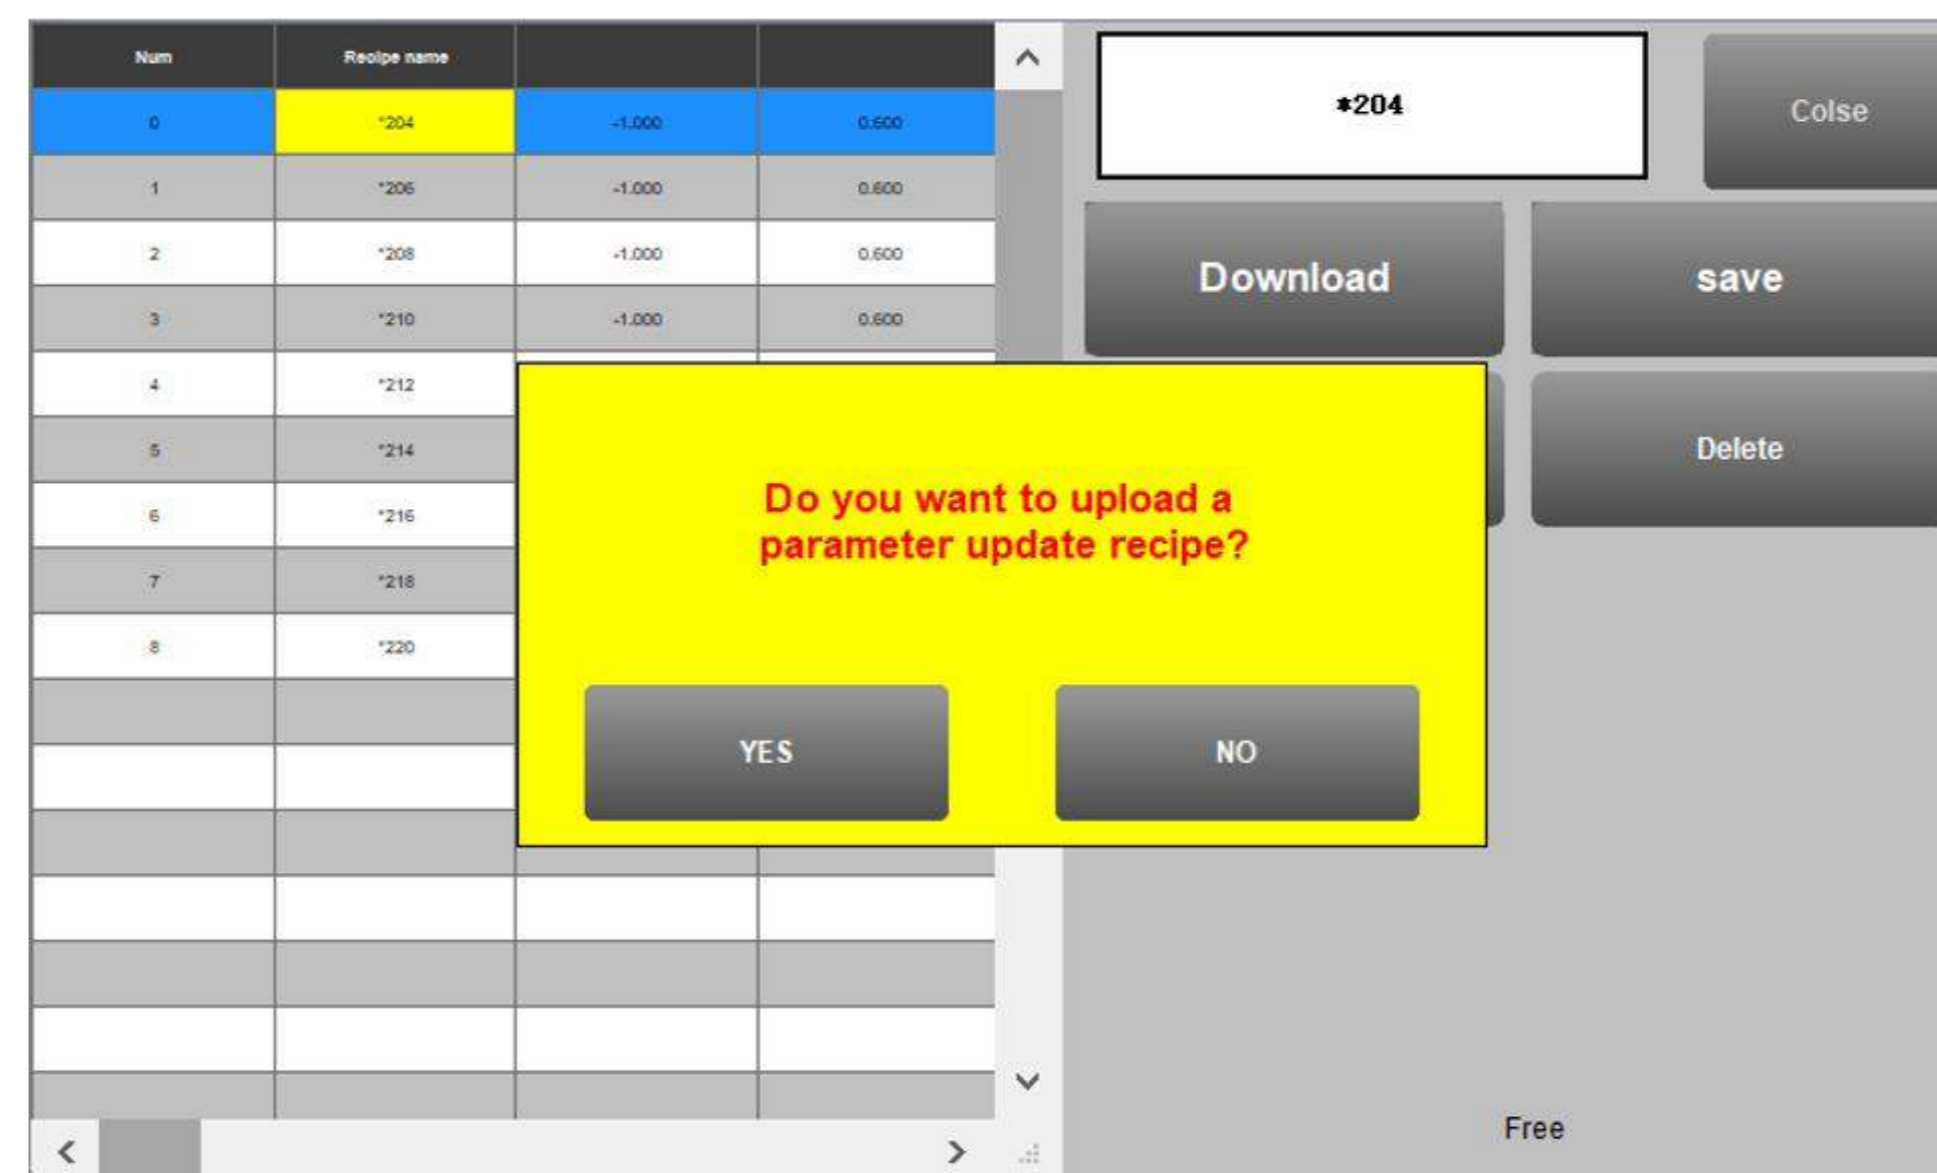 Num Recipe name
0 *204 -1.000 0.600
1 *206 -1.000 0.600
2 *208 -1.000 0.600
3 *210 -1.000 0.600
4 *212
5 *214
6 *216
7 *218
8 *220
*204
Colse
Download
save
Delete
Do you want to upload a
parameter update recipe?
YES
NO
Free